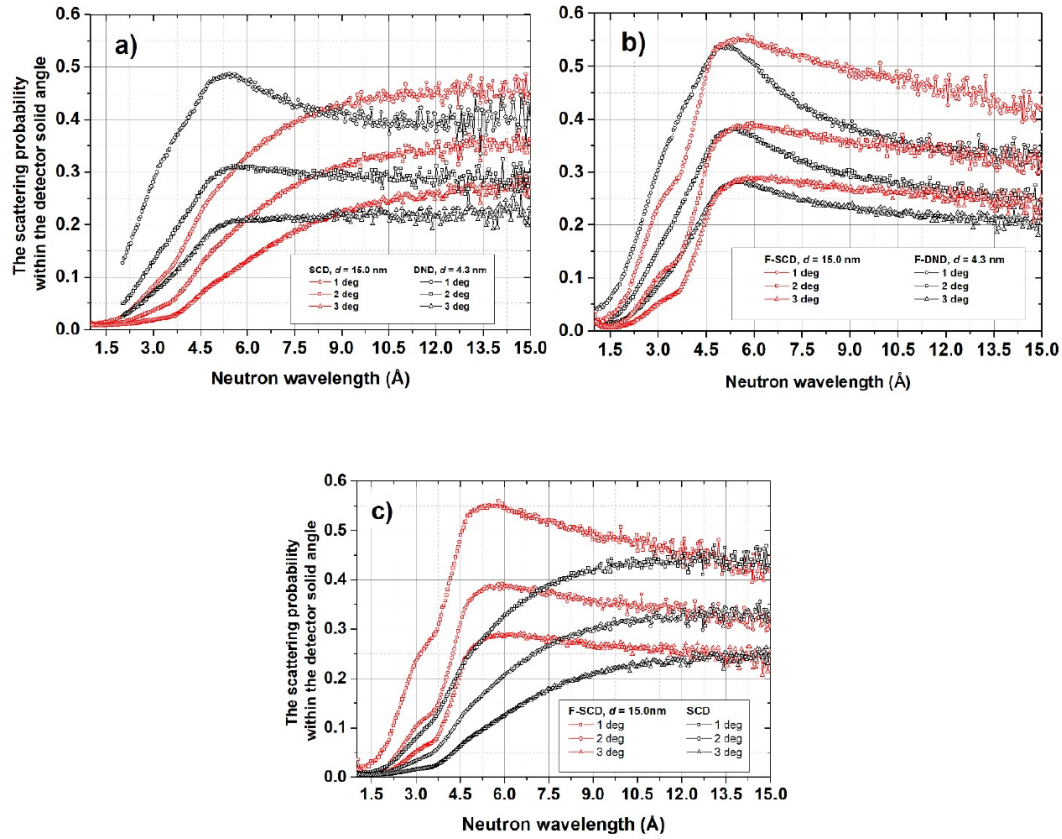 a)
The scattering probability
within the detector solid angle
0.6
0.5
0.4
0.3
0.2
0.1
0.0
SCD, d = 15.0 nm DND, d = 4.3 nm
1 deg 1 deg
2 deg 2 deg
3 deg 3 deg
1.5 3.0 4.5 6.0 7.5 9.0 10.5 12.0 13.5 15.0
Neutron wavelength (Å)
b)
0.6
0.5
0.4
0.3
0.2
0.1
0.0
F-SCD, d = 15.0 nm F-DND, d = 4.3 nm
1 deg 1 deg
2 deg 2 deg
3 deg 3 deg
1.5 3.0 4.5 6.0 7.5 9.0 10.5 12.0 13.5 15.0
Neutron wavelength (Å)
c)
The scattering probability
within the detector solid angle
0.6
0.5
0.4
0.3
0.2
0.1
0.0
F-SCD, d = 15.0nm SCD
1 deg 1 deg
2 deg 2 deg
3 deg 3 deg
1.5 3.0 4.5 6.0 7.5 9.0 10.5 12.0 13.5 15.0
Neutron wavelength (Å)